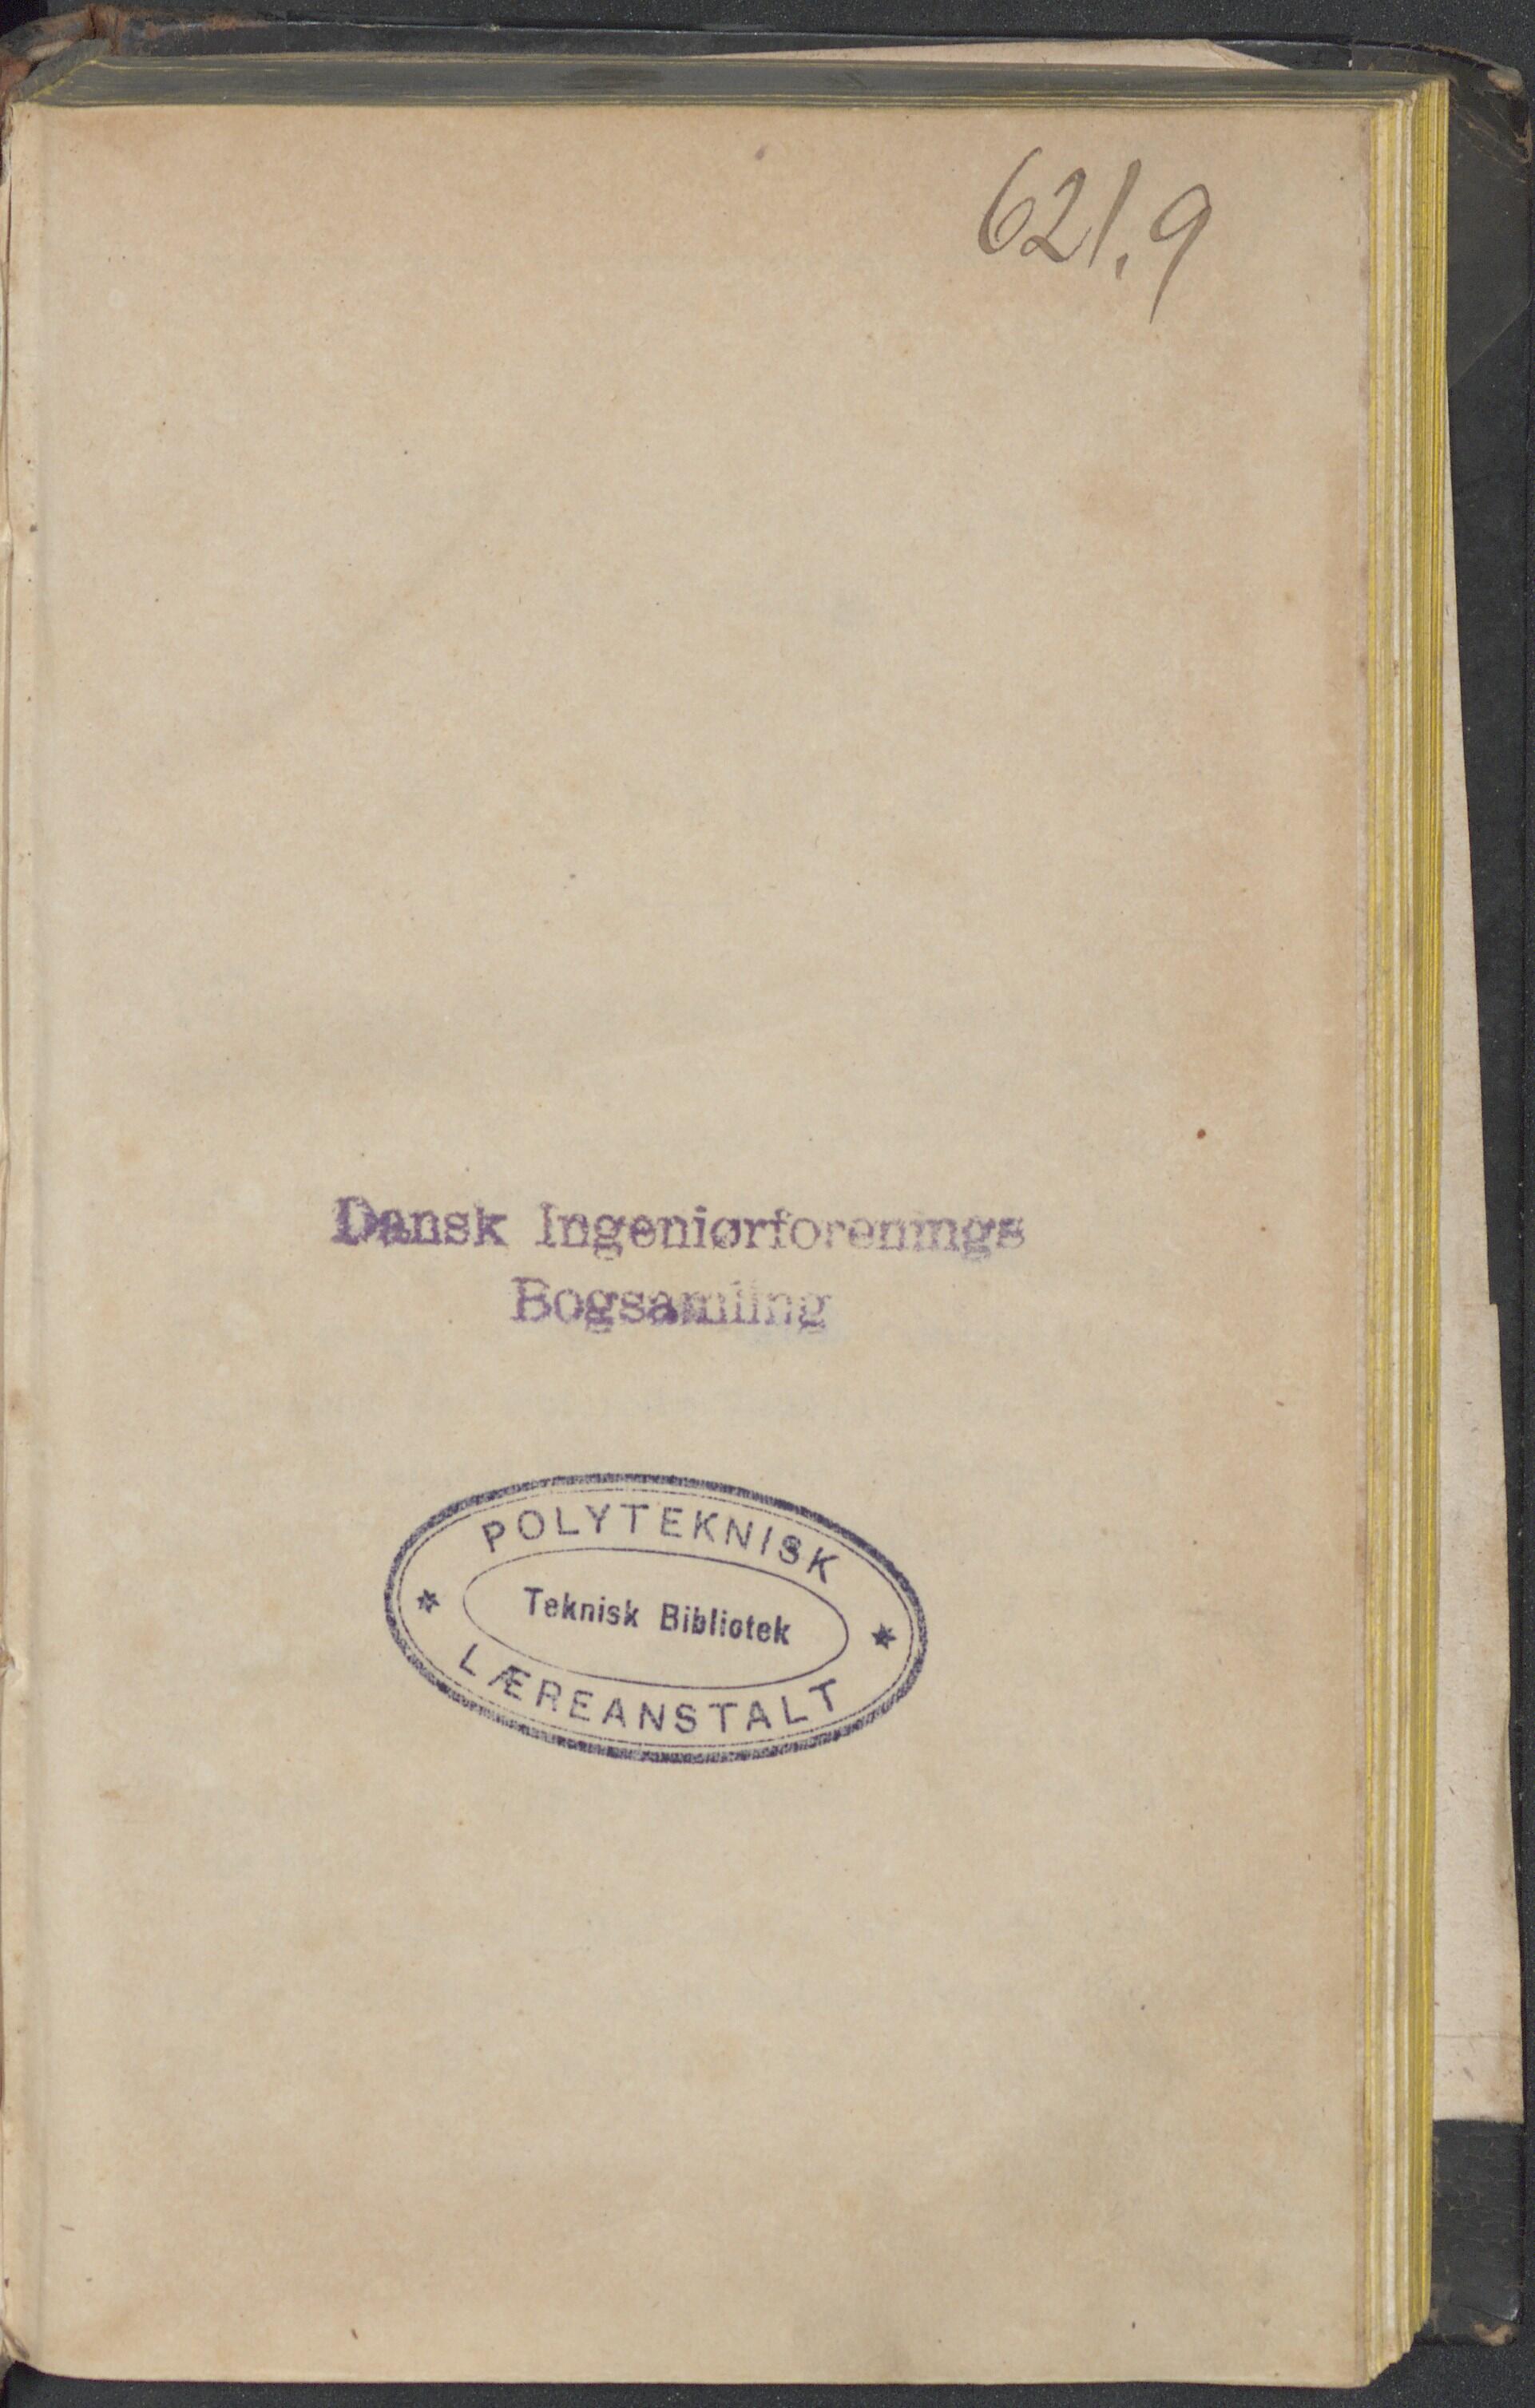 621.9
Dansk Ingeniørforenings
Bogsamling
POLYTEKNISK
Teknisk Bibliotek
LÆREANSTALT